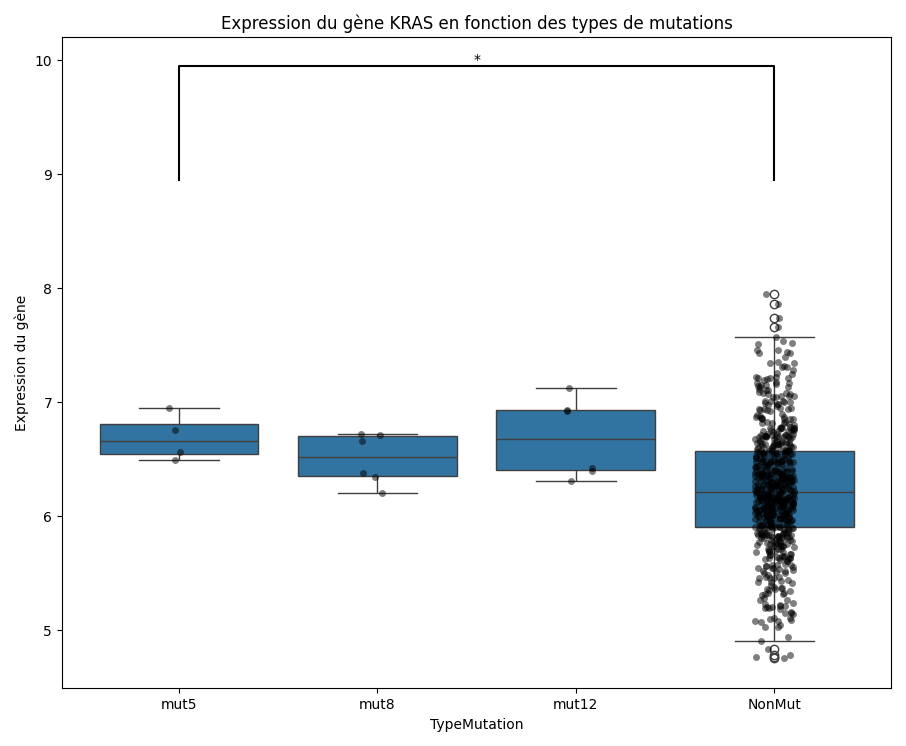 Expression du gène KRAS en fonction des types de mutations
*
10
9
8
7
6
5
Expression du gène
mut5
mut8
mut12
NonMut
TypeMutation